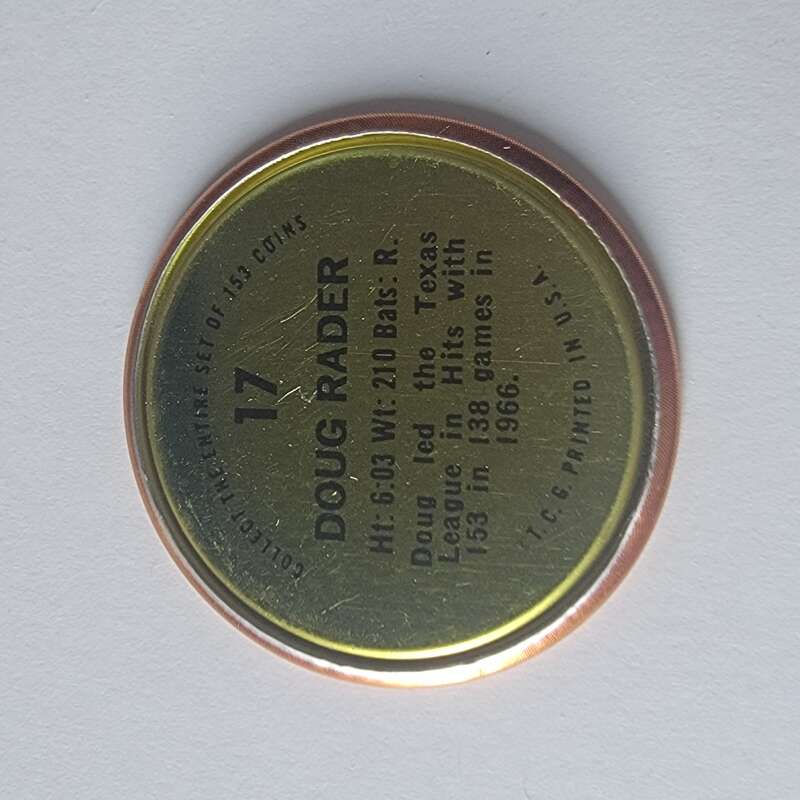 COLLECT THE ENTIRE SET OF 153 COINS
17
DOUG RADER
Ht: 6:03 Wt: 210 Bats: R.
Doug led the Texas
League in Hits with
153 in 138 games in
1966.
T.C.G. PRINTED IN U.S.A.